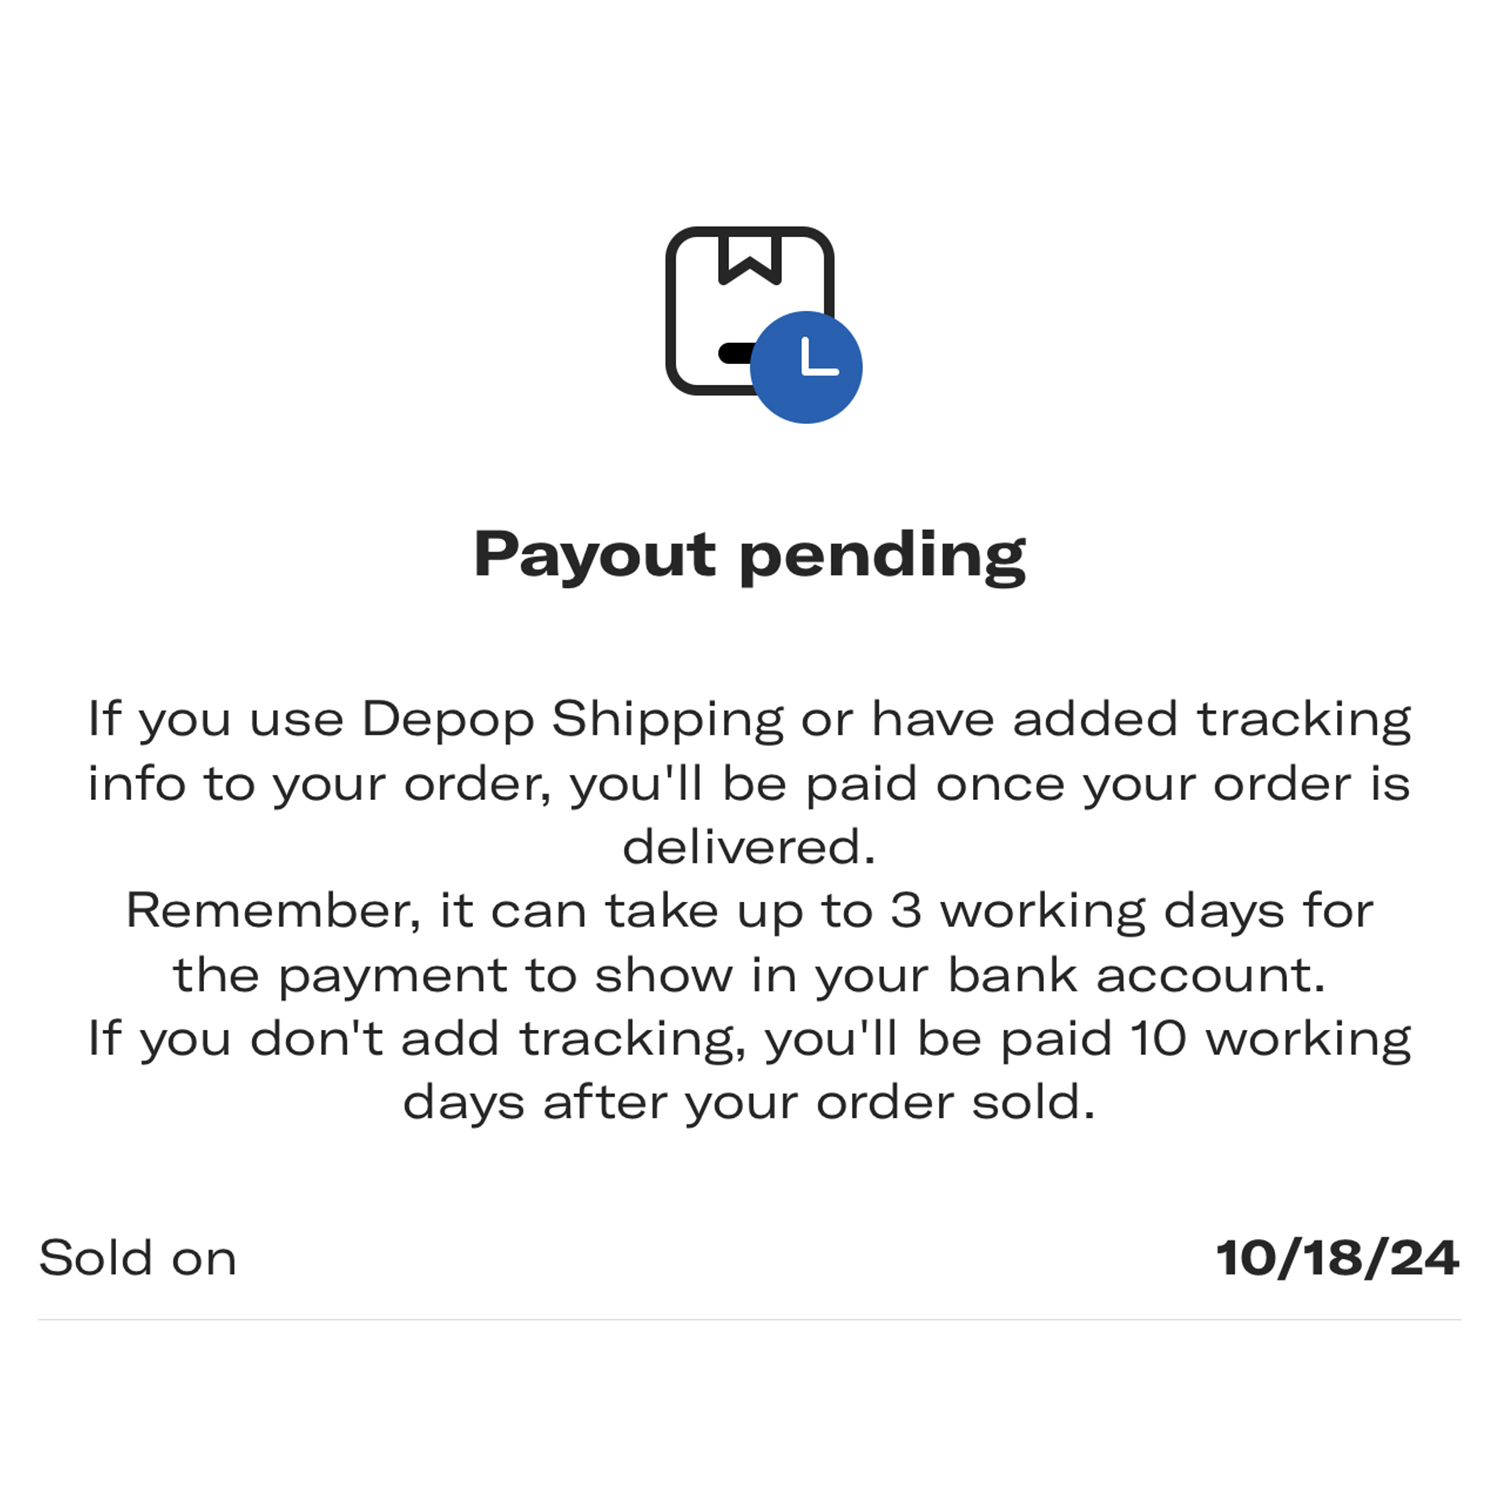 Payout pending
If you use Depop Shipping or have added tracking
info to your order, you'll be paid once your order is
delivered.
Remember, it can take up to 3 working days for
the payment to show in your bank account.
If you don't add tracking, you'll be paid 10 working
days after your order sold.
Sold on 10/18/24